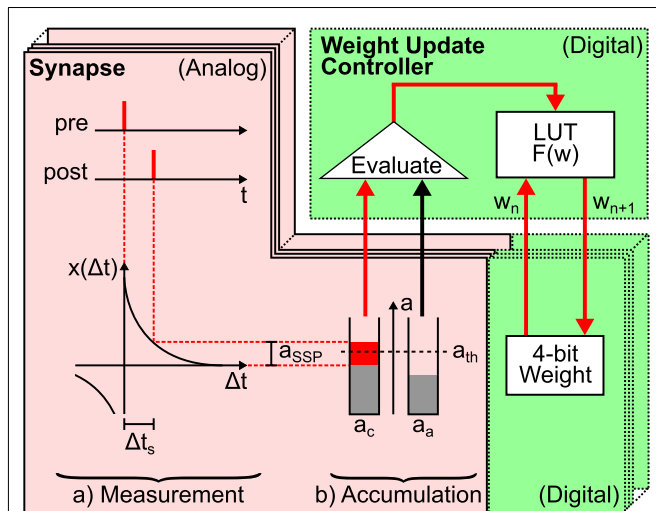 Synapse (Analog)
Weight Update Controller (Digital)
pre
post
t
x(Δt)
Δt
Δt_s
a_SSP
a
a_th
a_c
a_a
Evaluate
LUT
F(w)
w_n
w_{n+1}
4-bit
Weight
a) Measurement
b) Accumulation
(Digital)